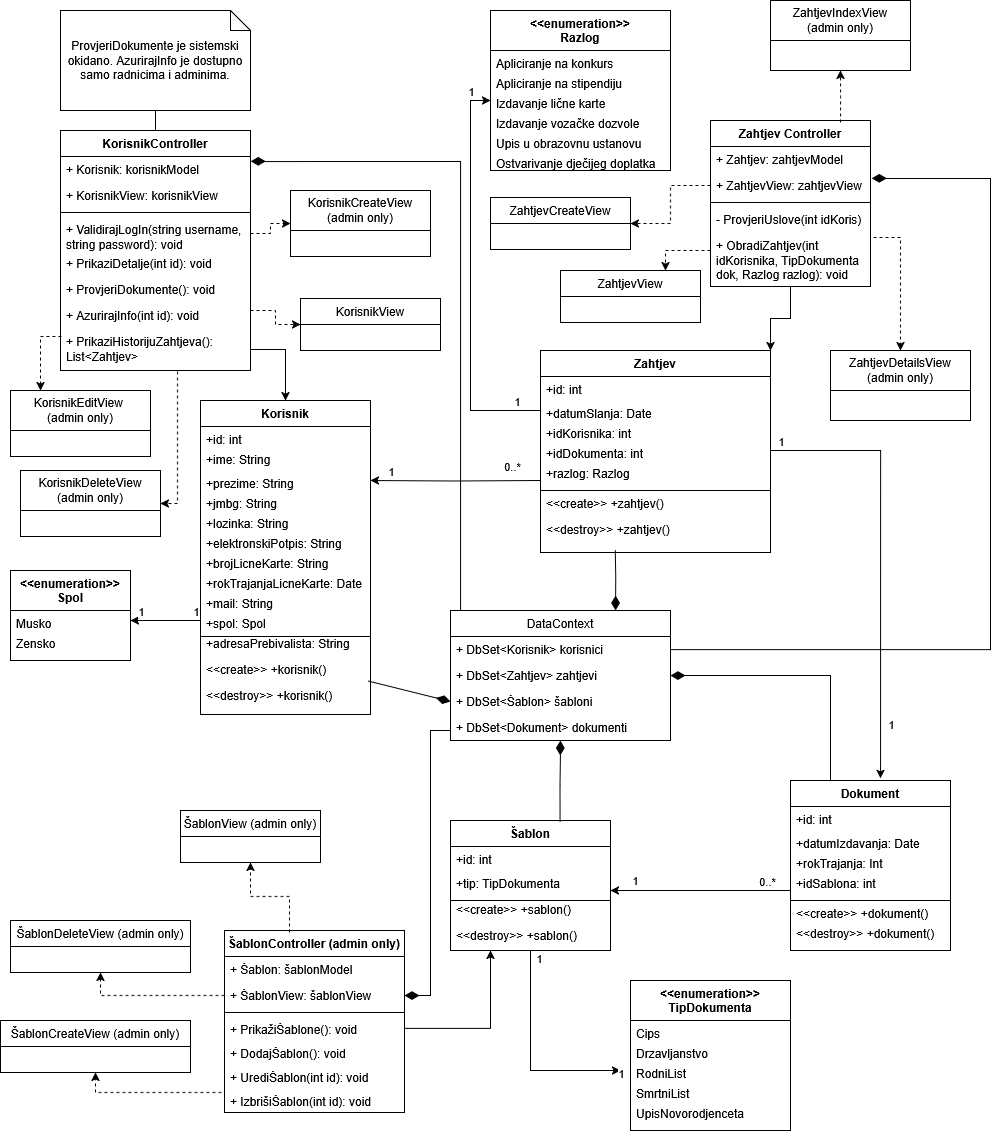 ProvjeriDokumente je sistemski
okidano. AzurirajInfo je dostupno
samo radnicima i adminima.
KorisnikController
+ Korisnik: korisnikModel
+ KorisnikView: korisnikView
+ ValidirajLogIn(string username,
string password): void
+ PrikaziDetalje(int id): void
+ ProvjeriDokumente(): void
+ AzurirajInfo(int id): void
+ PrikaziHistorijuZahtjeva():
List<Zahtjev>
KorisnikCreateView
(admin only)
KorisnikView
KorisnikEditView
(admin only)
KorisnikDeleteView
(admin only)
<<enumeration>>
Razlog
Apliciranje na konkurs
Apliciranje na stipendiju
Izdavanje lične karte
Izdavanje vozačke dozvole
Upis u obrazovnu ustanovu
Ostvarivanje dječijeg doplatka
1
ZahtjevIndexView
(admin only)
Zahtjev Controller
+ Zahtjev: zahtjevModel
+ ZahtjevView: zahtjevView
- ProvjeriUslove(int idKoris)
+ ObradiZahtjev(int
idKorisnika, TipDokumenta
dok, Razlog razlog): void
ZahtjevCreateView
ZahtjevView
ZahtjevDetailsView
(admin only)
Zahtjev
+id: int
+datumSlanja: Date
+idKorisnika: int
+idDokumenta: int
+razlog: Razlog
<<create>> +zahtjev()
<<destroy>> +zahtjev()
1
1
0..*
1
Korisnik
+id: int
+ime: String
+prezime: String
+jmbg: String
+lozinka: String
+elektronskiPotpis: String
+brojLicneKarte: String
+rokTrajanjaLicneKarte: Date
+mail: String
+spol: Spol
+adresaPrebivalista: String
<<create>> +korisnik()
<<destroy>> +korisnik()
<<enumeration>>
Spol
Musko
Zensko
1
1
DataContext
+ DbSet<Korisnik> korisnici
+ DbSet<Zahtjev> zahtjevi
+ DbSet<Šablon> šabloni
+ DbSet<Dokument> dokumenti
1
Dokument
+id: int
+datumIzdavanja: Date
+rokTrajanja: Int
+idSablona: int
<<create>> +dokument()
<<destroy>> +dokument()
Šablon
+id: int
+tip: TipDokumenta
<<create>> +sablon()
<<destroy>> +sablon()
1
0..*
1
1
<<enumeration>>
TipDokumenta
Cips
Drzavljanstvo
RodniList
SmrtniList
UpisNovorodjenceta
ŠablonView (admin only)
ŠablonDeleteView (admin only)
ŠablonCreateView (admin only)
ŠablonController (admin only)
+ Šablon: šablonModel
+ ŠablonView: šablonView
+ PrikažiŠablone(): void
+ DodajŠablon(): void
+ UrediŠablon(int id): void
+ IzbrišiŠablon(int id): void